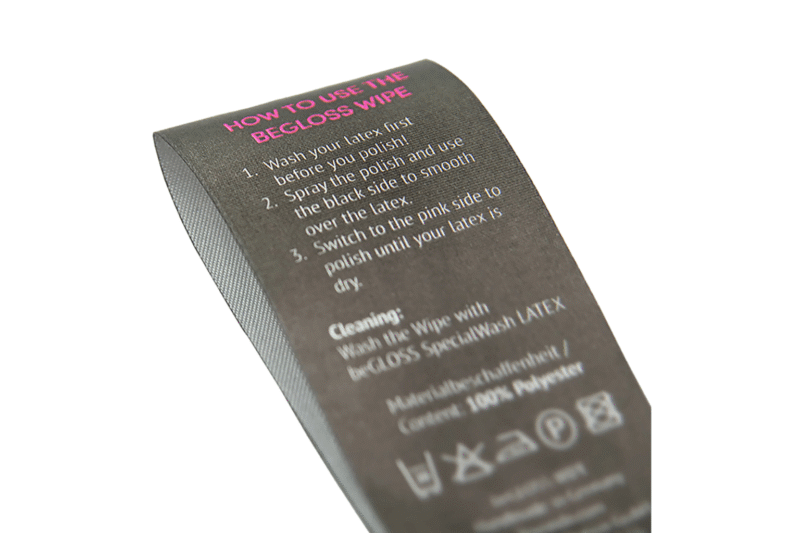 HOW TO USE THE
BEGLOSS WIPE
1. Wash your latex first
before you polish!
2. Spray the polish and use
the black side to smooth
over the latex.
3. Switch to the pink side to
polish until your latex is
dry.
Cleaning:
Wash the Wipe with
beGLOSS SpecialWash LATEX
Materialbeschaffenheit /
Content: 100% Polyester
P